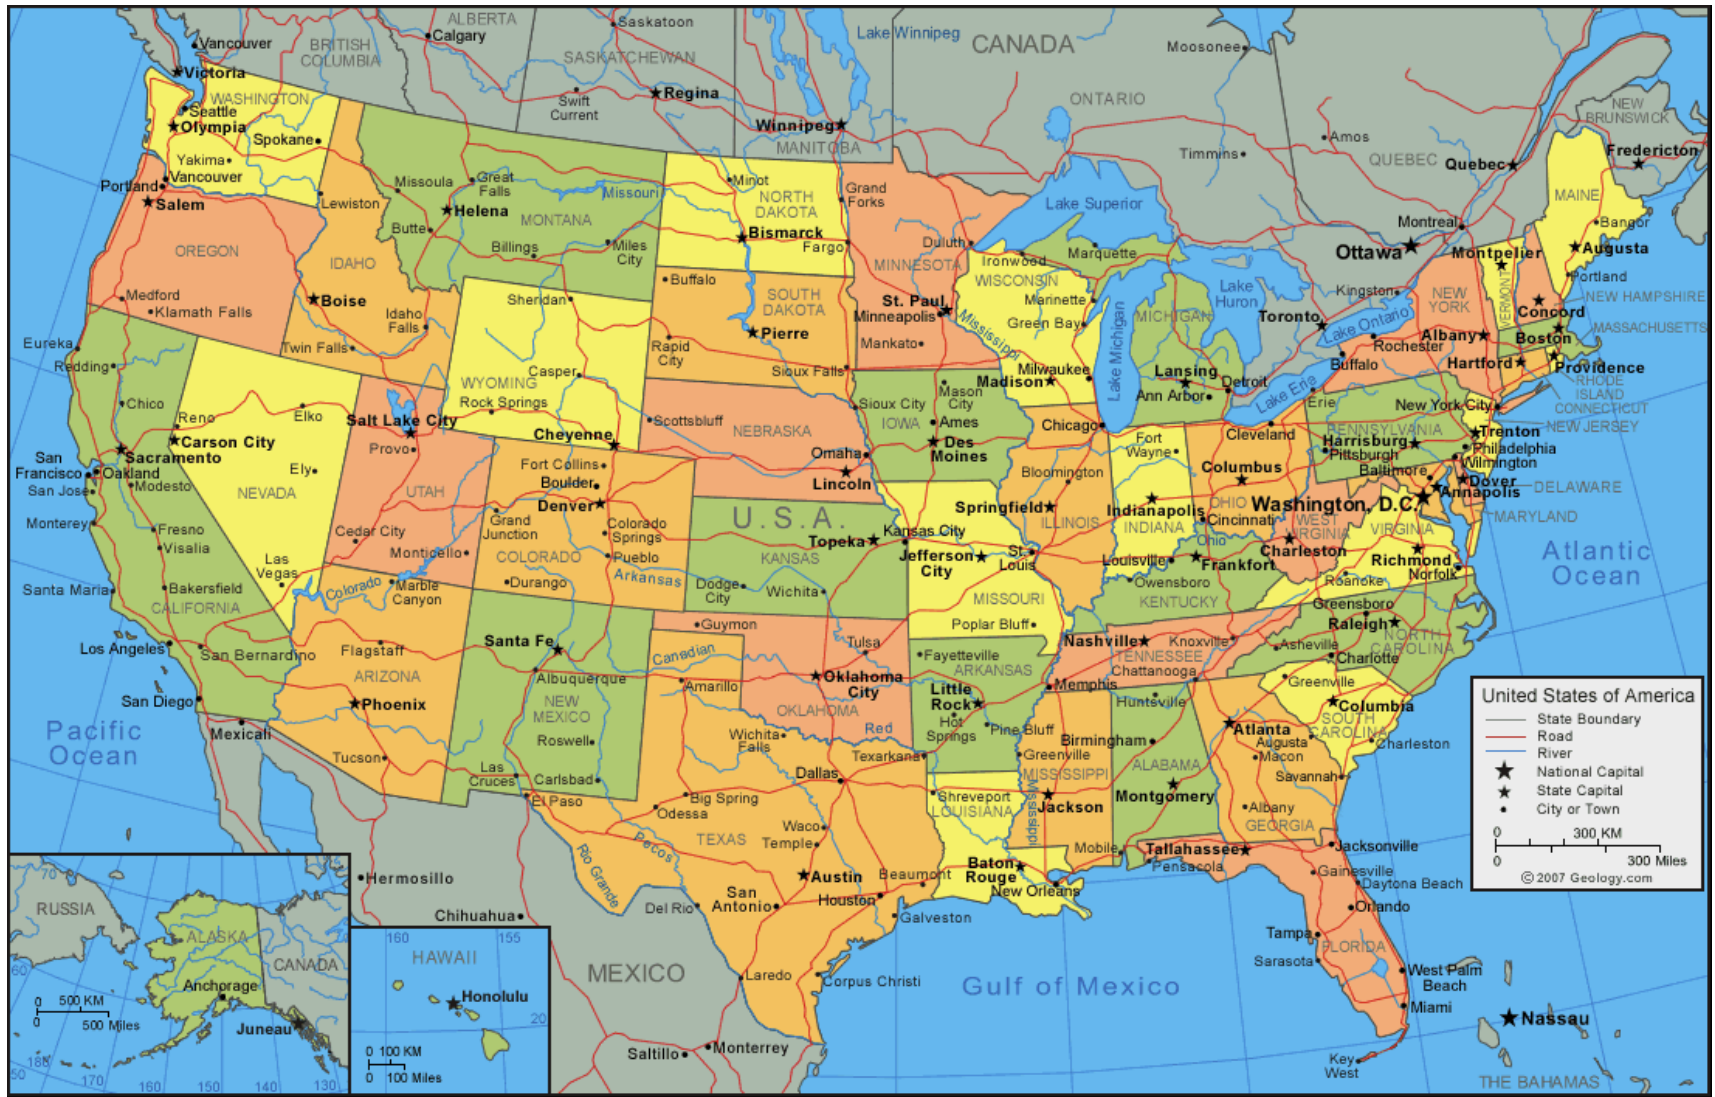 ALBERTA
Saskatoon
Calgary
Lake Winnipeg
Vancouver
BRITISH
COLUMBIA
SASKATCHEWAN
CANADA
Moosonee
Victoria
Regina
ONTARIO
WASHINGTON
Swift
Current
NEW
BRUNSWICK
Seattle
Olympia
Winnipeg
MANITOBA
Amos
Spokane
Timmins
QUEBEC
Quebec
Fredericton
Yakima
Vancouver
Portland
Salem
Lewiston
Missoula
Great
Falls
Missouri
Minot
Grand
Forks
NORTH
DAKOTA
Lake Superior
MAINE
Helena
MONTANA
Bangor
Butte
Bismarck
Montreal
Billings
Miles
City
Fargo
Duluth
Marquette
Ottawa
Montpelier
Augusta
OREGON
IDAHO
Ironwood
MINNESOTA
WISCONSIN
Buffalo
Portland
Medford
Klamath Falls
Boise
Sheridan
SOUTH
DAKOTA
St. Paul
Minneapolis
Marinette
Lake
Huron
Kingston
NEW
YORK
VERMONT
NEW HAMPSHIRE
Concord
Idaho
Falls
Pierre
Mississippi
Green Bay
MICHIGAN
Toronto
Lake Ontario
Albany
Boston
MASSACHUSETTS
Eureka
Twin Falls
Rapid
City
Mankato
Lake Michigan
Rochester
Hartford
Redding
Casper
Sioux Falls
Milwaukee
Madison
Lansing
Detroit
Buffalo
Providence
WYOMING
Rock Springs
Mason
City
Ann Arbor
Lake Erie
RHODE
ISLAND
CONNECTICUT
Chico
Reno
Elko
Salt Lake City
Scottsbluff
Sioux City
IOWA
Ames
Chicago
Erie
New York City
NEW JERSEY
Carson City
Provo
Cheyenne
NEBRASKA
Des
Moines
Fort
Wayne
Cleveland
PENNSYLVANIA
Harrisburg
Pittsburgh
Trenton
Philadelphia
Sacramento
San
Francisco
Oakland
San Jose
Modesto
Ely
NEVADA
UTAH
Fort Collins
Boulder
Omaha
Lincoln
Bloomington
Columbus
Baltimore
Wilmington
Dover
Annapolis
DELAWARE
Denver
Springfield
ILLINOIS
Indianapolis
INDIANA
OHIO
Cincinnati
Washington, D.C.
MARYLAND
Monterey
Fresno
Visalia
Cedar City
Monticello
Grand
Junction
Colorado
Springs
COLORADO
Pueblo
U.S.A.
Topeka
Kansas City
KANSAS
Jefferson
City
St.
Louis
Louisville
Ohio
Frankfort
WEST
VIRGINIA
Charleston
VIRGINIA
Richmond
Norfolk
Atlantic
Ocean
Las
Vegas
Santa Maria
Bakersfield
CALIFORNIA
Colorado
Marble
Canyon
Durango
Arkansas
Dodge
City
Wichita
MISSOURI
Owensboro
KENTUCKY
Roanoke
Greensboro
Raleigh
NORTH
CAROLINA
Los Angeles
San Bernardino
Flagstaff
Santa Fe
Guymon
Tulsa
Poplar Bluff
Nashville
Knoxville
TENNESSEE
Chattanooga
Asheville
Charlotte
San Diego
ARIZONA
Phoenix
Albuquerque
Canadian
Amarillo
Oklahoma
City
OKLAHOMA
Fayetteville
ARKANSAS
Memphis
Greenville
NEW
MEXICO
Little
Rock
Huntsville
Columbia
SOUTH
CAROLINA
Pacific
Ocean
Mexicali
Roswell
Wichita
Falls
Red
Hot
Springs
Pine Bluff
Birmingham
Atlanta
Augusta
Macon
Charleston
Tucson
Las
Cruces
Carlsbad
Texarkana
Greenville
MISSISSIPPI
ALABAMA
Savannah
El Paso
Big Spring
Odessa
Dallas
Shreveport
LOUISIANA
Mississippi
Jackson
Montgomery
Albany
GEORGIA
TEXAS
Waco
Temple
Pecos
Rio Grande
Mobile
Tallahassee
Pensacola
Jacksonville
Hermosillo
Austin
Beaumont
Baton
Rouge
New Orleans
Gainesville
Daytona Beach
Chihuahua
Del Rio
San
Antonio
Houston
Galveston
Orlando
Tampa
FLORIDA
Sarasota
MEXICO
Laredo
Corpus Christi
Gulf of Mexico
West Palm
Beach
Miami
Nassau
Saltillo
Monterrey
Key
West
THE BAHAMAS
United States of America
State Boundary
Road
River
National Capital
State Capital
City or Town
0 300 KM
0 300 Miles
© 2007 Geology.com
70
RUSSIA
ALASKA
CANADA
60
Anchorage
0 500 KM
0 500 Miles
Juneau
50
180
170
160
150
140
130
160
155
HAWAII
Honolulu
20
0 100 KM
0 100 Miles